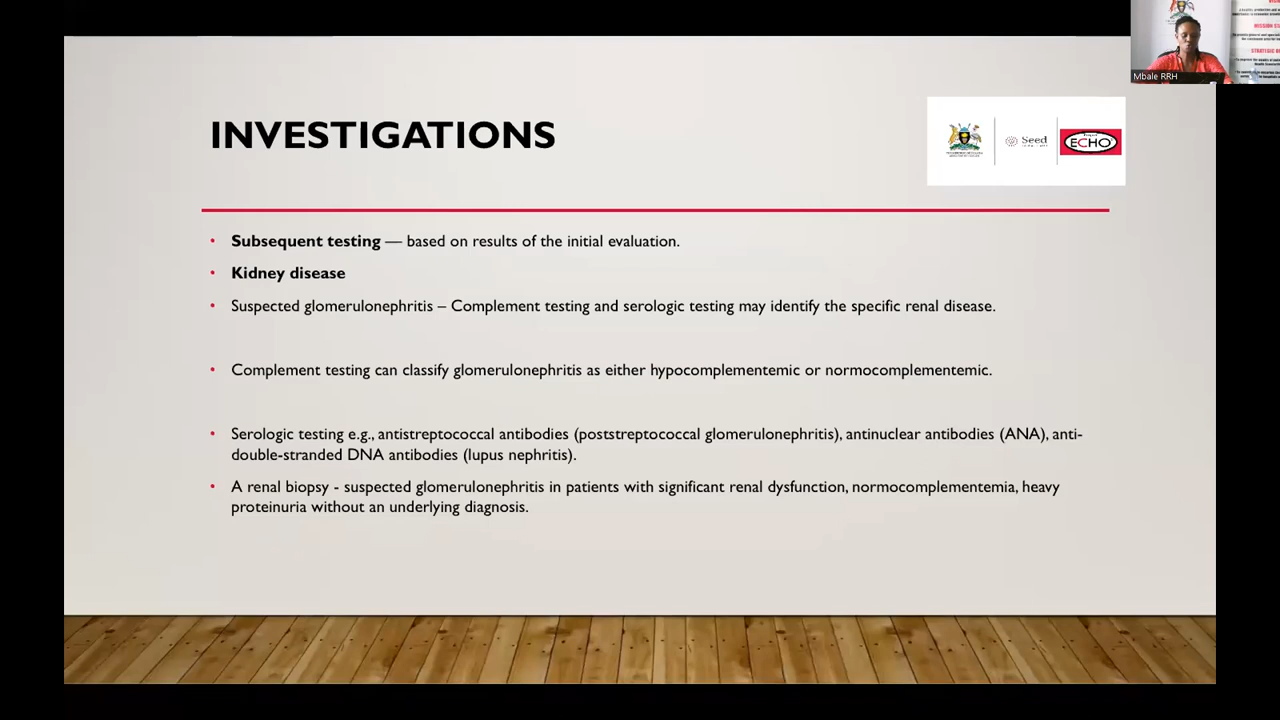 MISSION
STRATEGIC
Mbale RRH
INVESTIGATIONS
Seed
ECHO
Subsequent testing — based on results of the initial evaluation.
Kidney disease
Suspected glomerulonephritis – Complement testing and serologic testing may identify the specific renal disease.
Complement testing can classify glomerulonephritis as either hypocomplementemic or normocomplementemic.
Serologic testing e.g., antistreptococcal antibodies (poststreptococcal glomerulonephritis), antinuclear antibodies (ANA), anti-
double-stranded DNA antibodies (lupus nephritis).
A renal biopsy - suspected glomerulonephritis in patients with significant renal dysfunction, normocomplementemia, heavy
proteinuria without an underlying diagnosis.